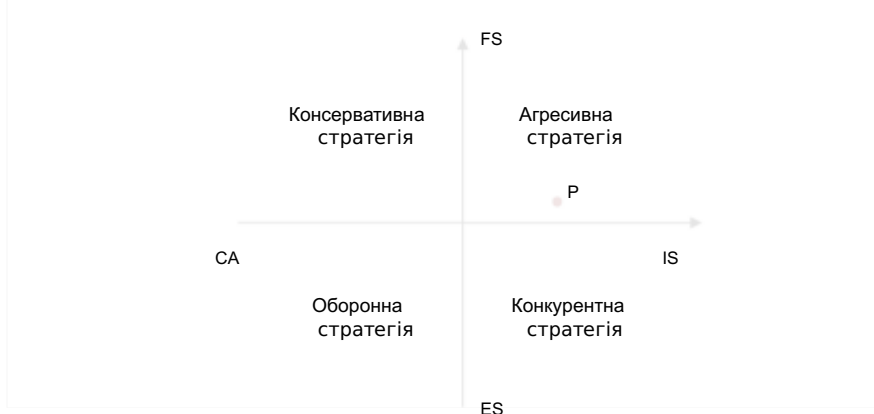 FS
Консервативна
стратегія
Агресивна
стратегія
P
CA
IS
Оборонна
стратегія
Конкурентна
стратегія
ES